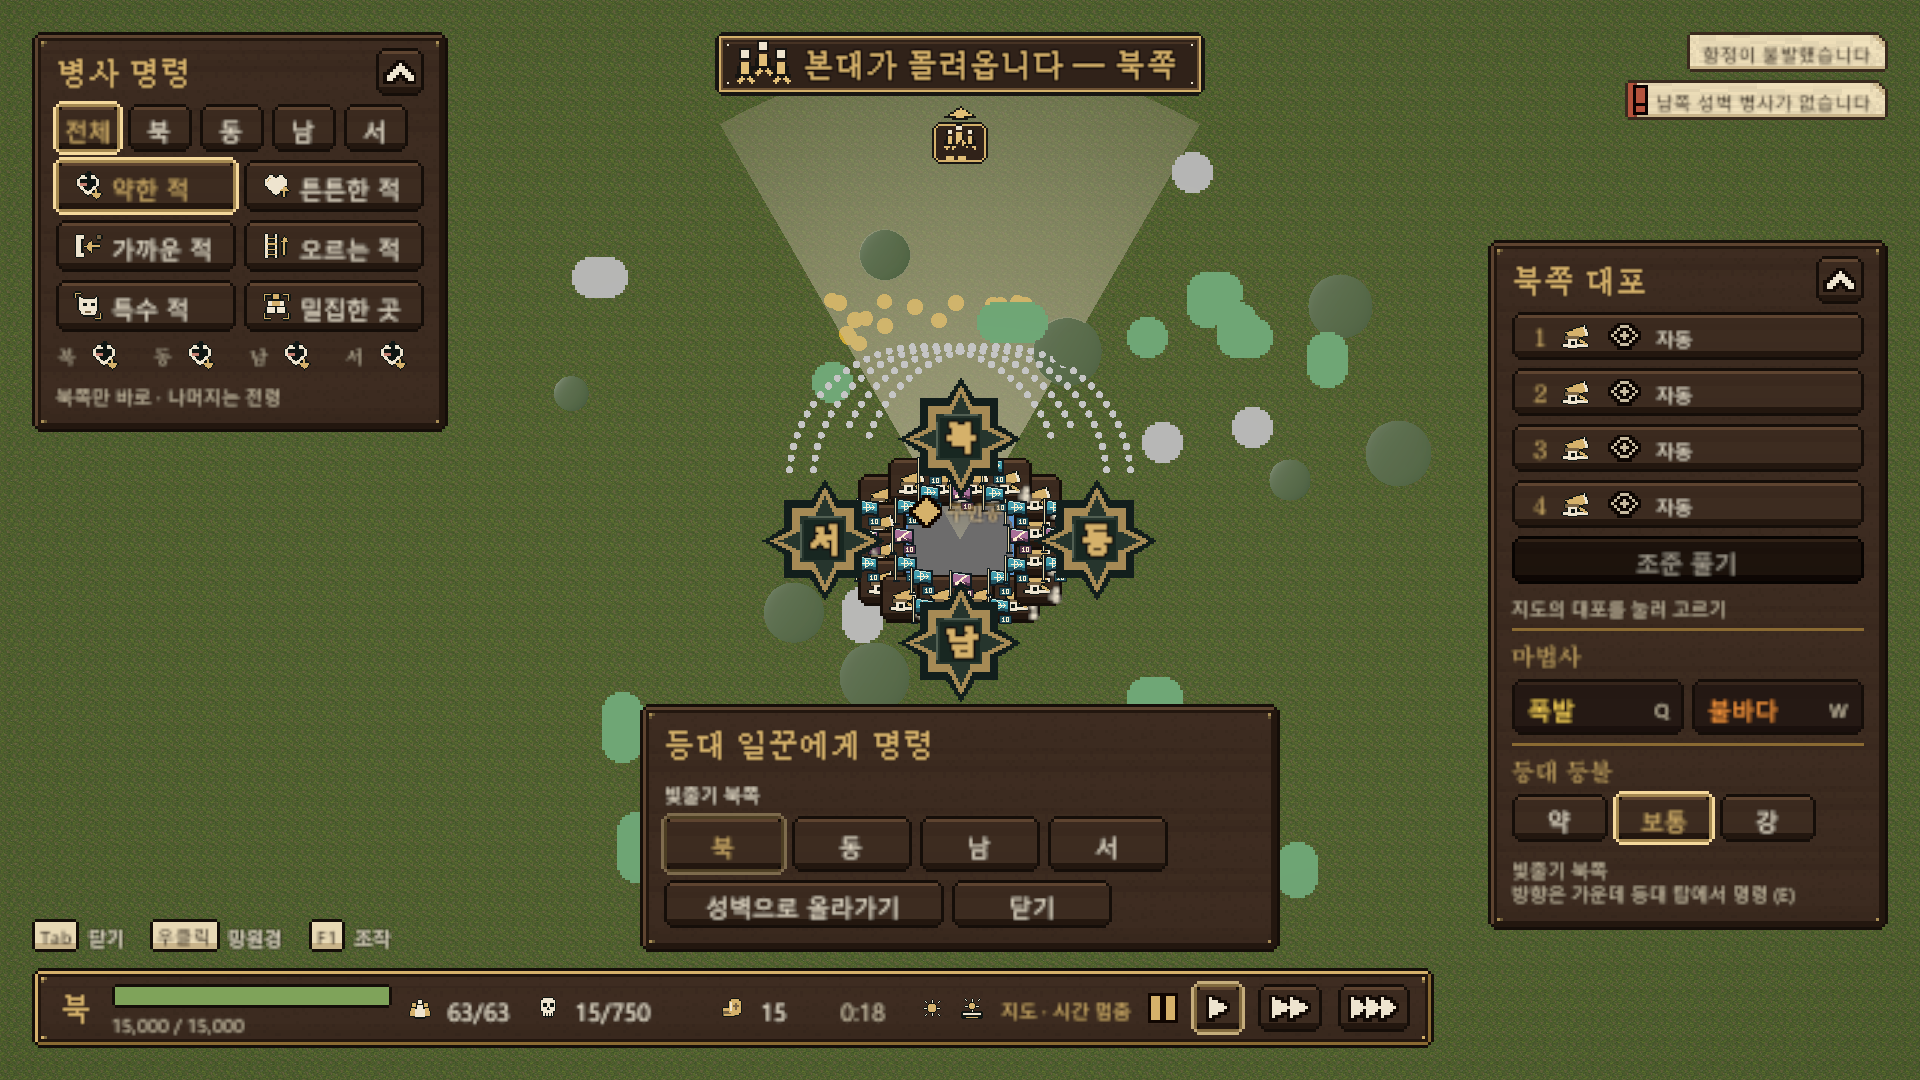 병사 명령
전체 북 동 남 서
약한 적 튼튼한 적
가까운 적 오르는 적
특수 적 밀집한 곳
북 동 남 서
북쪽만 바로 · 나머지는 전령
본대가 몰려옵니다 — 북쪽
함정이 불발했습니다
남쪽 성벽 병사가 없습니다
북
서
동
남
북쪽 대포
1 자동
2 자동
3 자동
4 자동
조준 풀기
지도의 대포를 눌러 고르기
마법사
폭발 Q 불바다 W
등대 등불
약 보통 강
빛줄기 북쪽
방향은 가운데 등대 탑에서 명령 (E)
등대 일꾼에게 명령
빛줄기 북쪽
북 동 남 서
성벽으로 올라가기 닫기
Tab 닫기 우클릭 망원경 F1 조작
북 15,000 / 15,000 63/63 15/750 15 0:18 지도 · 시간 멈춤